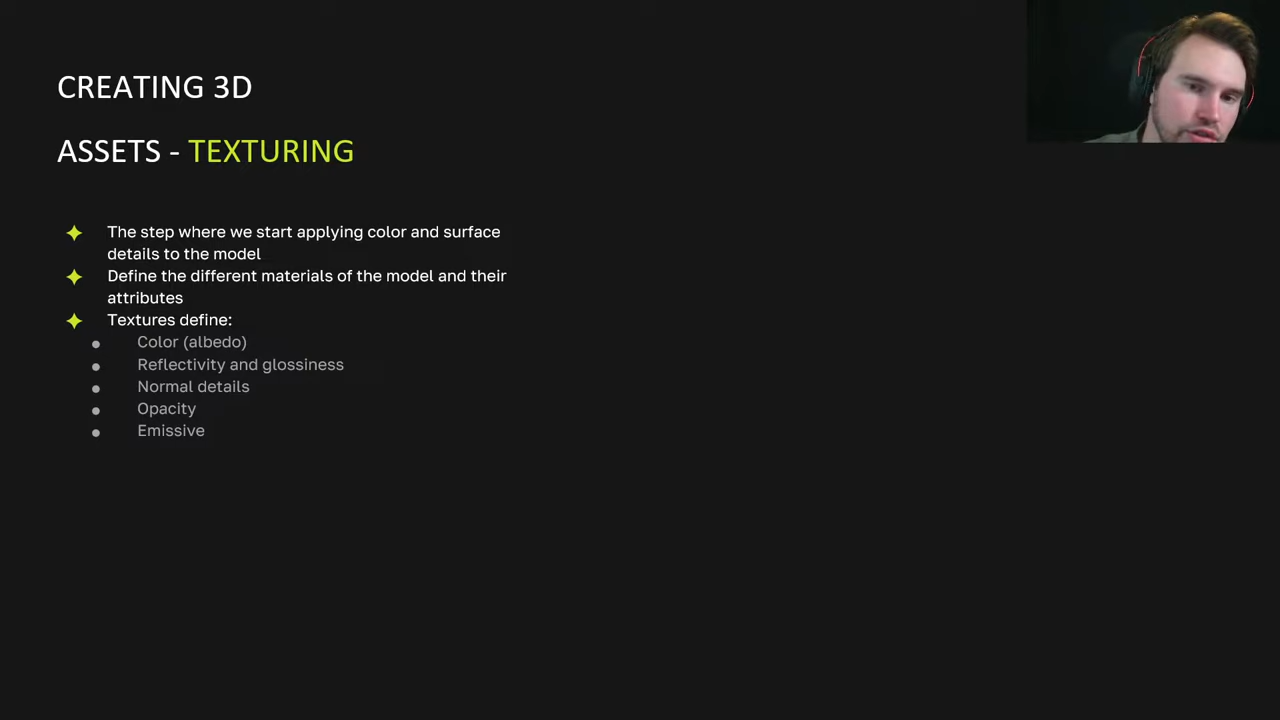 CREATING 3D
ASSETS - TEXTURING
The step where we start applying color and surface
details to the model
Define the different materials of the model and their
attributes
Textures define:
Color (albedo)
Reflectivity and glossiness
Normal details
Opacity
Emissive